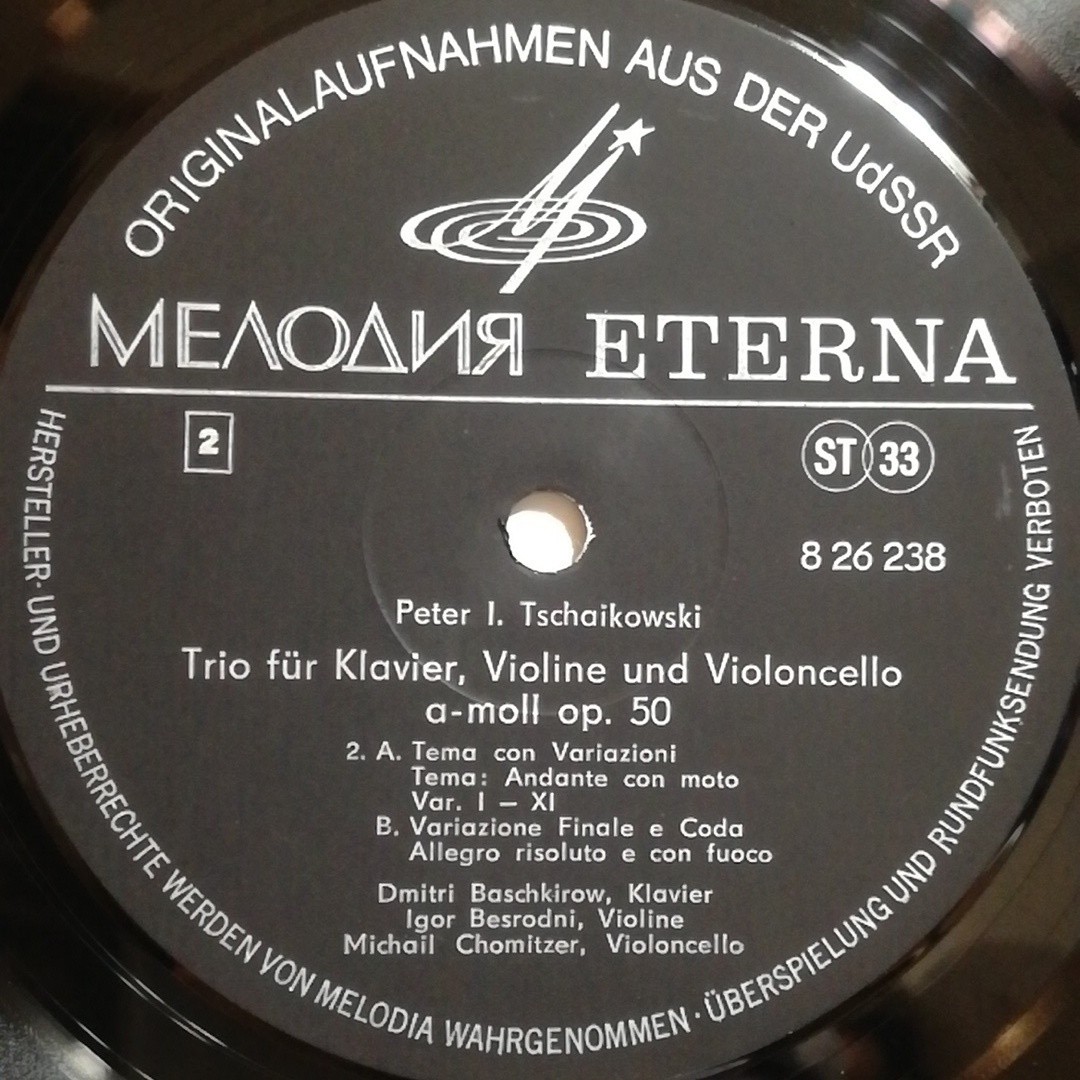 ORIGINALAUFNAHMEN AUS DER UdSSR
МЕЛОДИЯ ETERNA
2
ST 33
8 26 238
Peter I. Tschaikowski
Trio für Klavier, Violine und Violoncello
a-moll op. 50
2. A. Tema con Variazioni
Tema: Andante con moto
Var. I – XI
B. Variazione Finale e Coda
Allegro risoluto e con fuoco
Dmitri Baschkirow, Klavier
Igor Besrodni, Violine
Michail Chomitzer, Violoncello
HERSTELLER- UND URHEBERRECHTE WERDEN VON MELODIA WAHRGENOMMEN · ÜBERSPIELUNG UND RUNDFUNKSENDUNG VERBOTEN